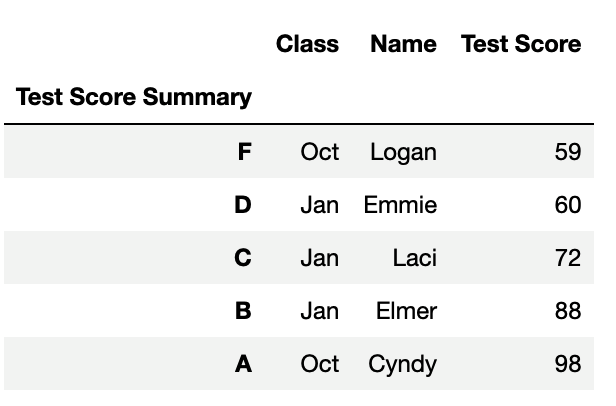 Class Name Test Score
Test Score Summary
F Oct Logan 59
D Jan Emmie 60
C Jan Laci 72
B Jan Elmer 88
A Oct Cyndy 98